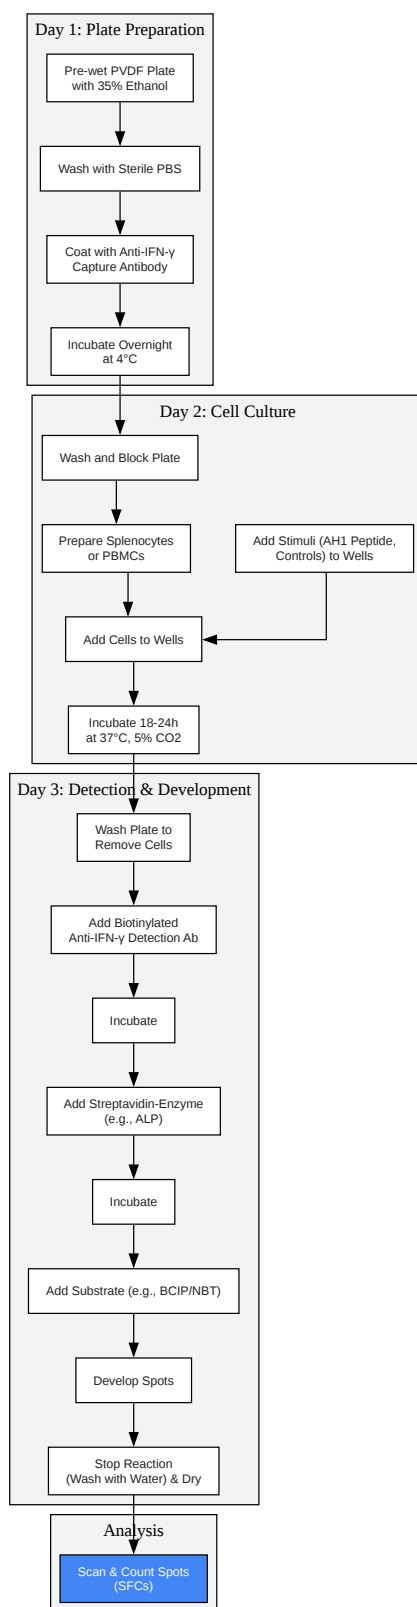 Day 1: Plate Preparation
Pre-wet PVDF Plate
with 35% Ethanol
Wash with Sterile PBS
Coat with Anti-IFN-γ
Capture Antibody
Incubate Overnight
at 4°C
Day 2: Cell Culture
Wash and Block Plate
Prepare Splenocytes
or PBMCs
Add Stimuli (AH1 Peptide,
Controls) to Wells
Add Cells to Wells
Incubate 18-24h
at 37°C, 5% CO2
Day 3: Detection & Development
Wash Plate to
Remove Cells
Add Biotinylated
Anti-IFN-γ Detection Ab
Incubate
Add Streptavidin-Enzyme
(e.g., ALP)
Incubate
Add Substrate (e.g., BCIP/NBT)
Develop Spots
Stop Reaction
(Wash with Water) & Dry
Analysis
Scan & Count Spots
(SFCs)